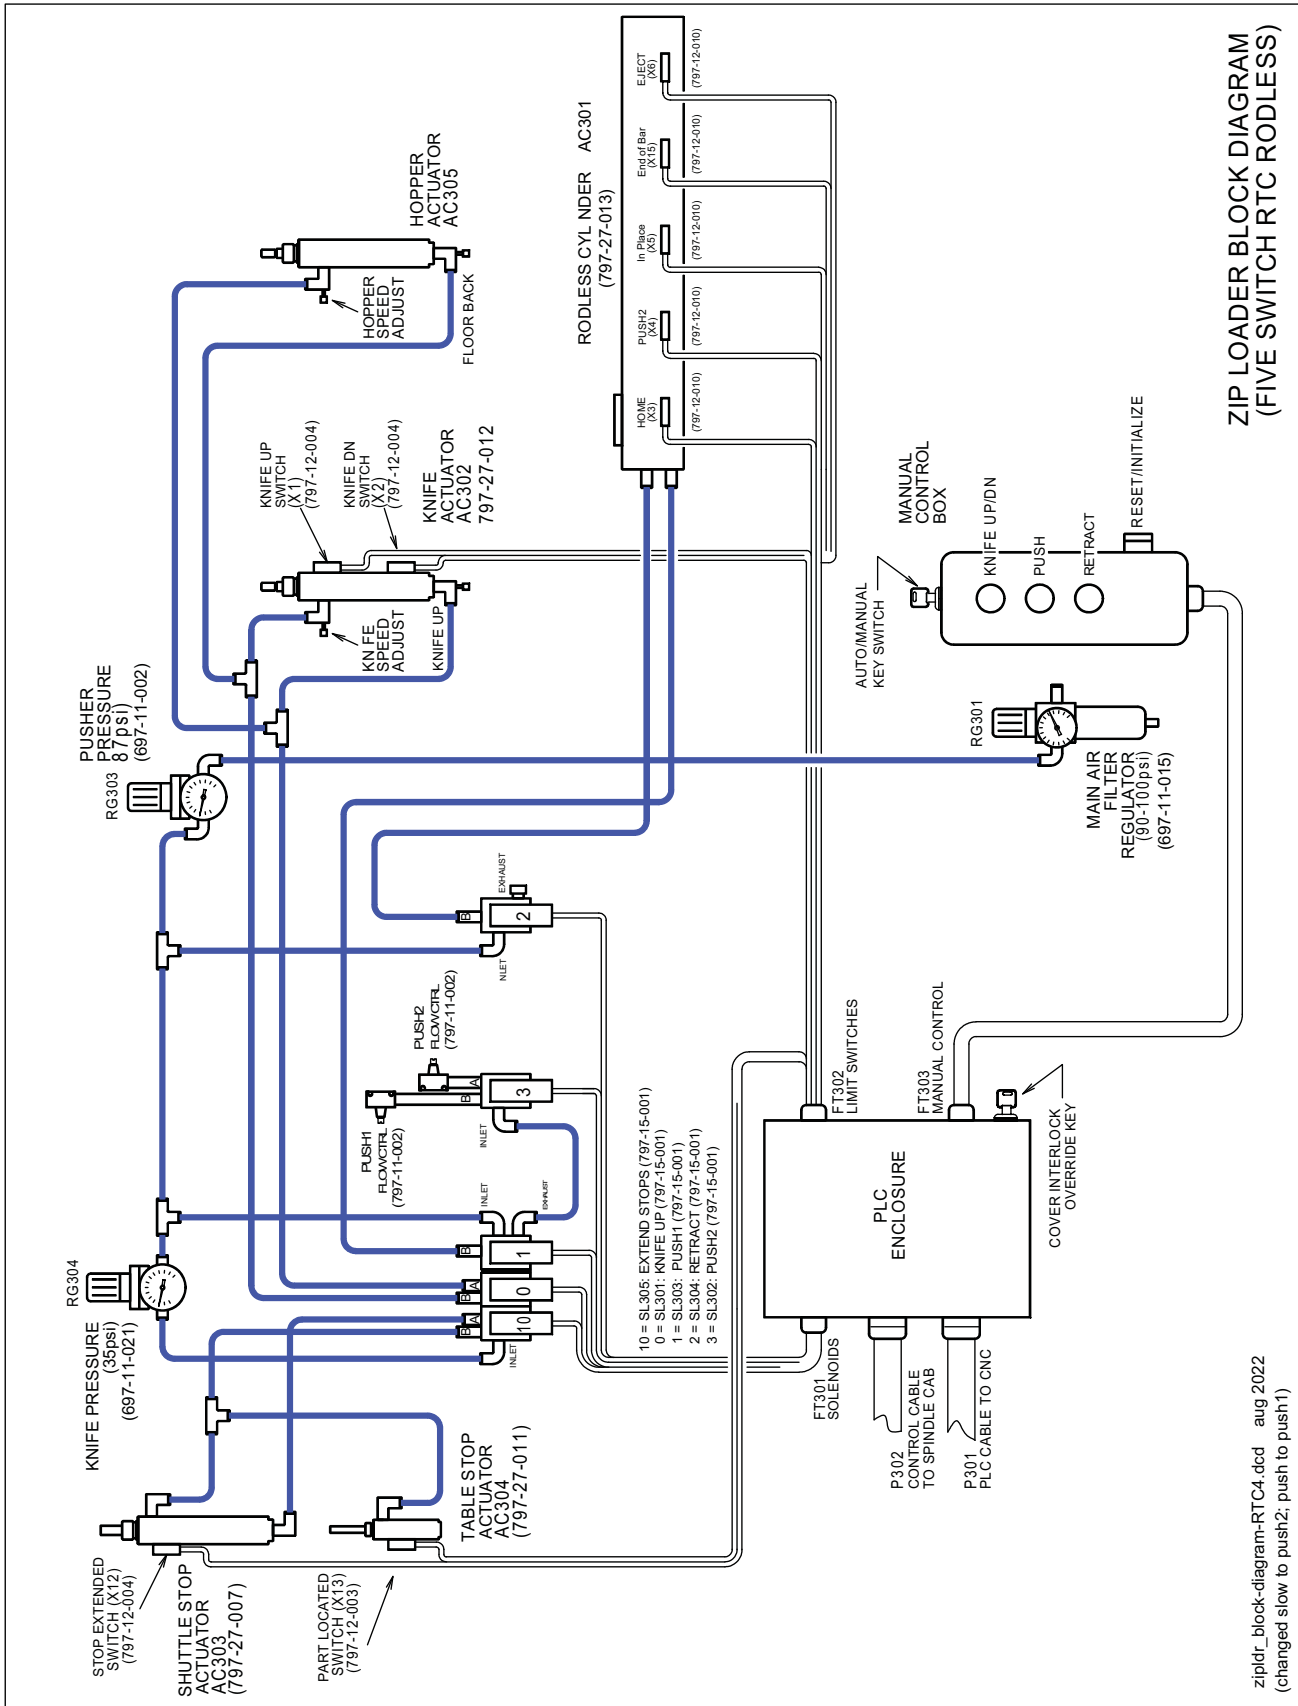 ZIP LOADER BLOCK DIAGRAM
(FIVE SWITCH RTC RODLESS)
STOP EXTENDED
SWITCH (X12)
(797-12-004)
SHUTTLE STOP
ACTUATOR
AC303
(797-27-007)
PART LOCATED
SWITCH (X13)
(797-12-003)
TABLE STOP
ACTUATOR
AC304
(797-27-011)
KNIFE PRESSURE
(35psi)
(697-11-021)
RG304
PUSHER
PRESSURE
87psi
(697-11-002)
RG303
KNIFE UP
SWITCH
(X1)
(797-12-004)
KNIFE DN
SWITCH
(X2)
(797-12-004)
KNIFE
ACTUATOR
AC302
797-27-012
KN FE
SPEED
ADJUST
KNIFE UP
HOPPER
ACTUATOR
AC305
HOPPER
SPEED
ADJUST
FLOOR BACK
RODLESS CYL NDER AC301
(797-27-013)
HOME
(X3)
(797-12-010)
PUSH2
(X4)
(797-12-010)
In Place
(X5)
(797-12-010)
End of Bar
(X15)
(797-12-010)
EJECT
(X6)
(797-12-010)
PUSH1
FLOWCTRL
(797-11-002)
PUSH2
FLOWCTRL
(797-11-002)
B
A
10
INLET
B
A
0
B
1
INLET
EXHAUST
B
A
3
INLET
B
2
NLET
EXHAUST
10 = SL305: EXTEND STOPS (797-15-001)
0 = SL301: KNIFE UP (797-15-001)
1 = SL303: PUSH1 (797-15-001)
2 = SL304: RETRACT (797-15-001)
3 = SL302: PUSH2 (797-15-001)
FT301
SOLENOIDS
P302
CONTROL CABLE
TO SPINDLE CAB
P301
PLC CABLE TO CNC
PLC
ENCLOSURE
FT302
LIMIT SWITCHES
FT303
MANUAL CONTROL
COVER INTERLOCK
OVERRIDE KEY
RG301
MAIN AIR
FILTER
REGULATOR
(90-100psi)
(697-11-015)
AUTO/MANUAL
KEY SWITCH
MANUAL
CONTROL
BOX
KNIFE UP/DN
PUSH
RETRACT
RESET/INITIALIZE
zipldr_block-diagram-RTC4.dcd aug 2022
(changed slow to push2; push to push1)